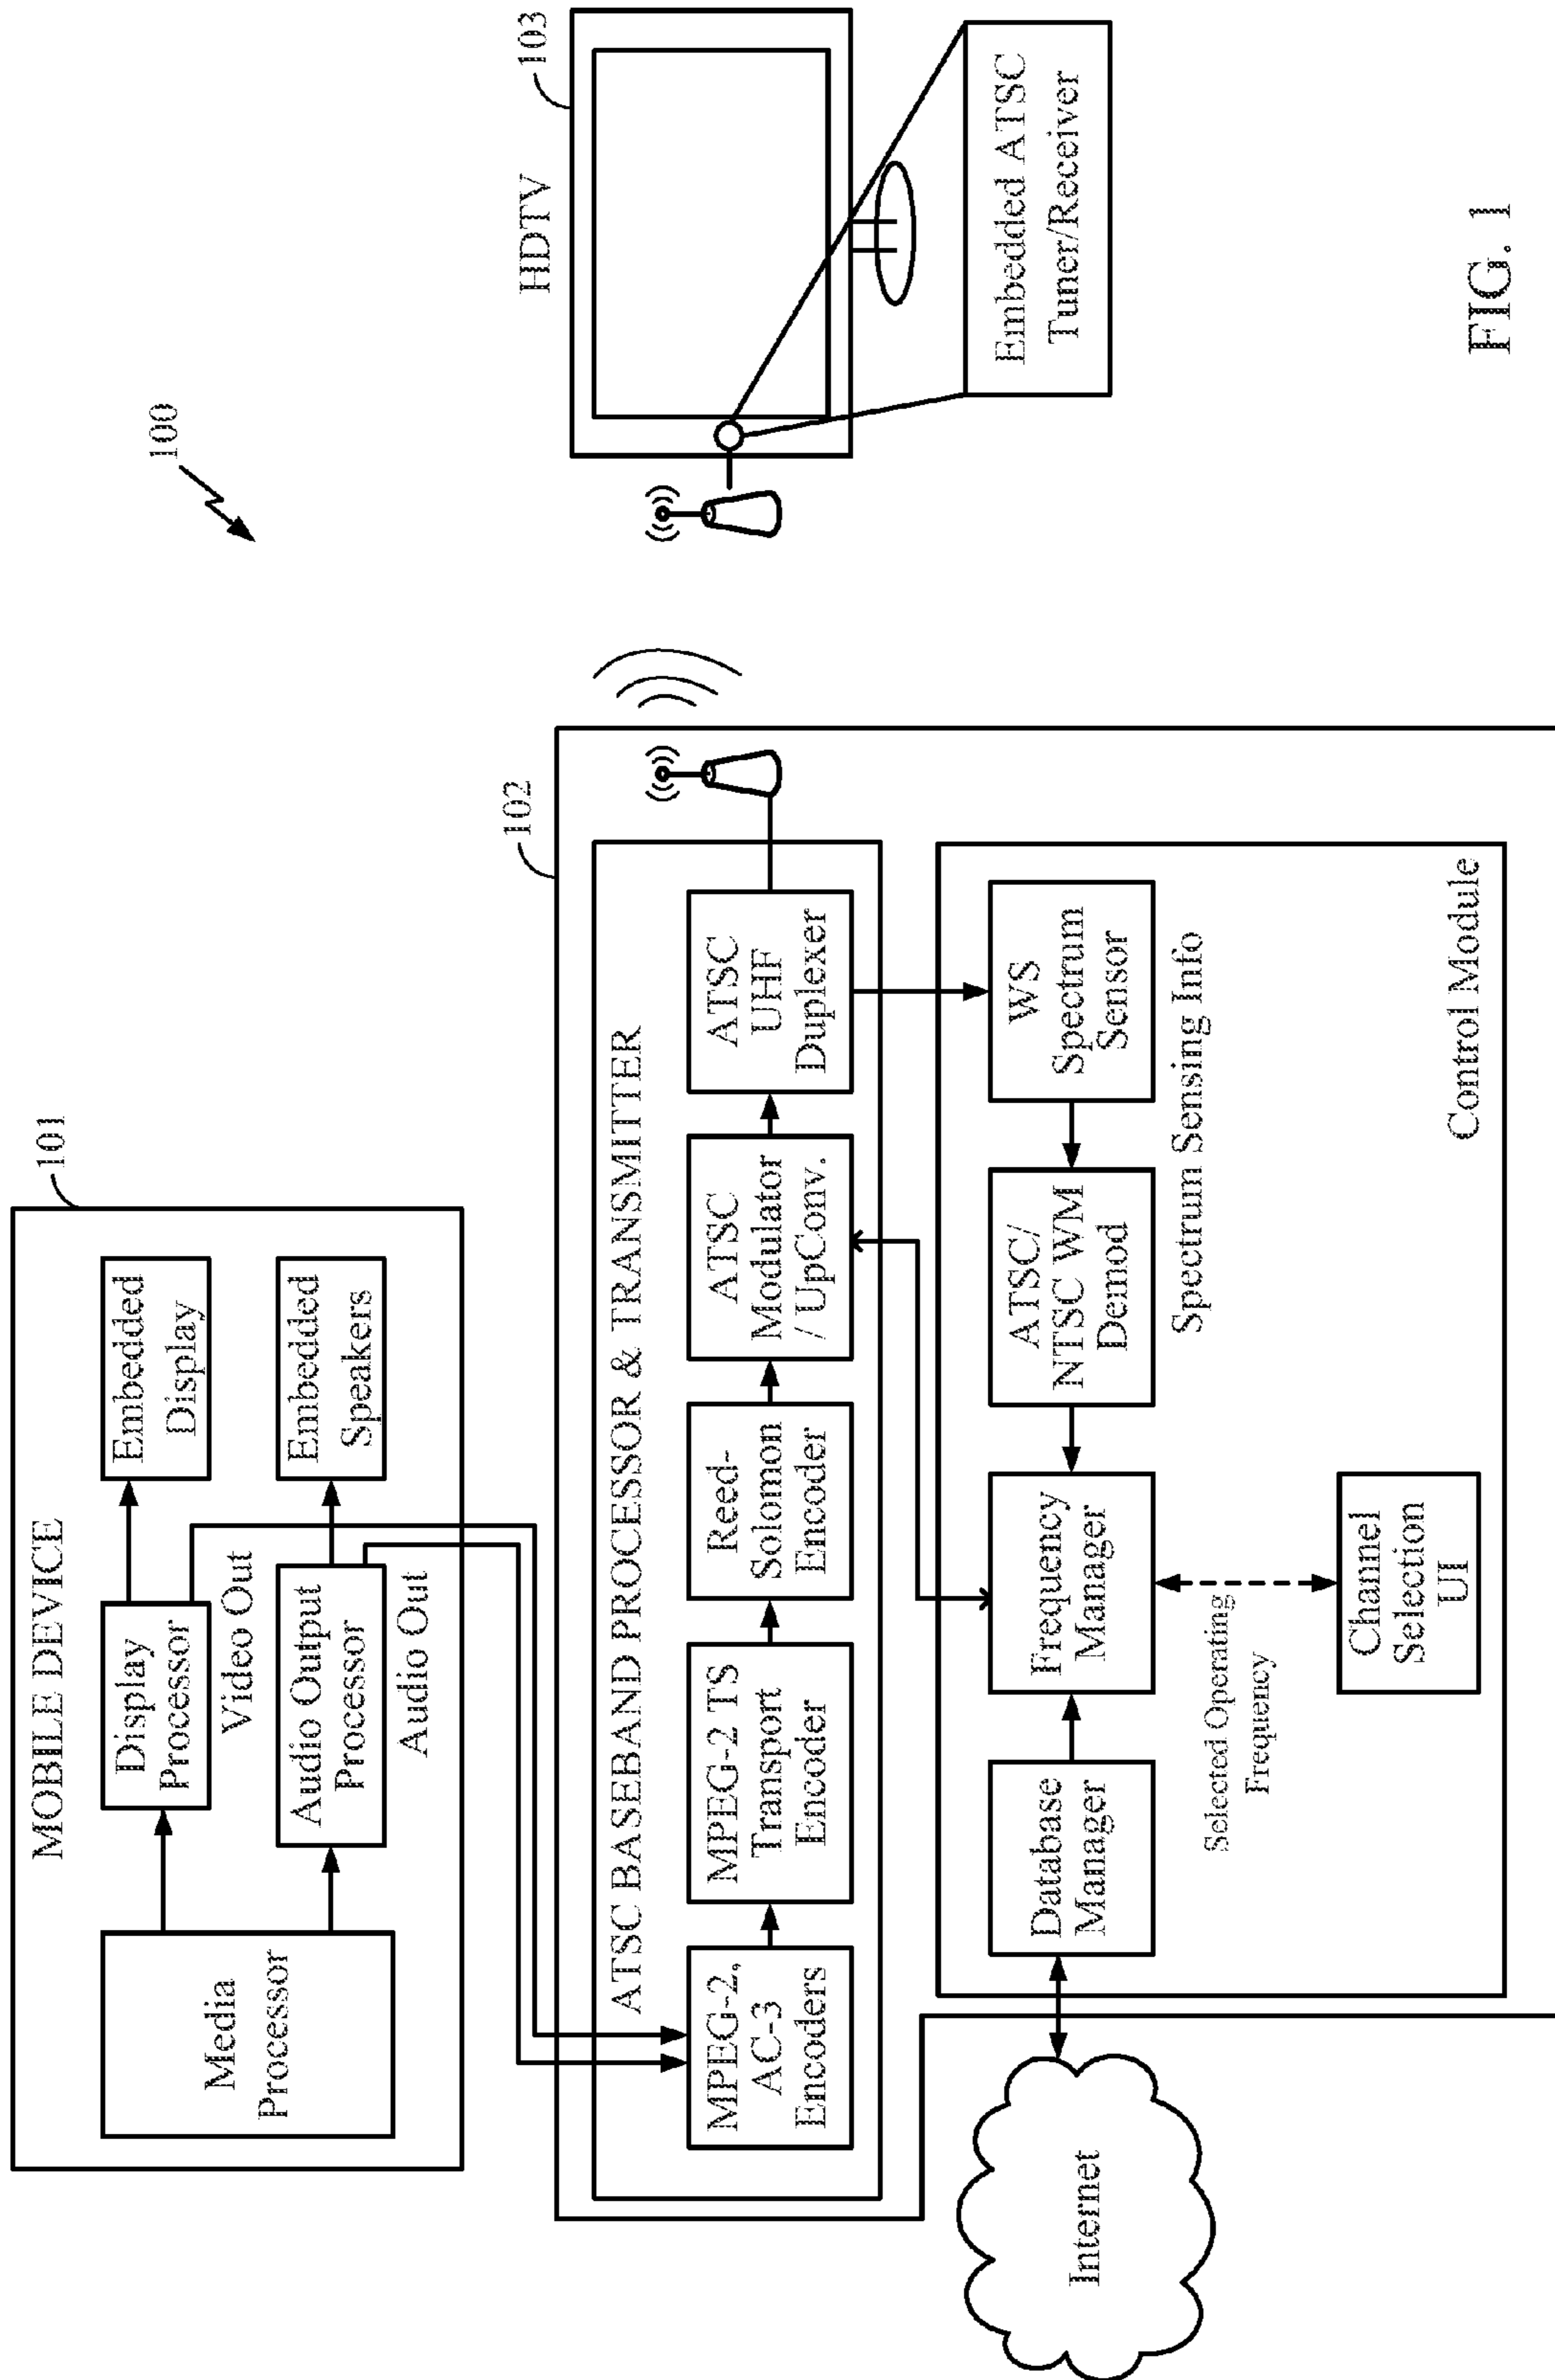 100
MOBILE DEVICE
101
Media
Processor
Display
Processor
Video Out
Embedded
Display
Audio Output
Processor
Audio Out
Embedded
Speakers
102
ATSC BASEBAND PROCESSOR & TRANSMITTER
MPEG-2,
AC-3
Encoders
MPEG-2 TS
Transport
Encoder
Reed-
Solomon
Encoder
ATSC
Modulator
/ UpConv.
ATSC
UHF
Duplexer
Internet
Database
Manager
Frequency
Manager
ATSC/
NTSC WM
Demod
WS
Spectrum
Sensor
Spectrum Sensing Info
Selected Operating
Frequency
Channel
Selection
UI
Control Module
HDTV
103
Embedded ATSC
Tuner/Receiver
FIG. 1